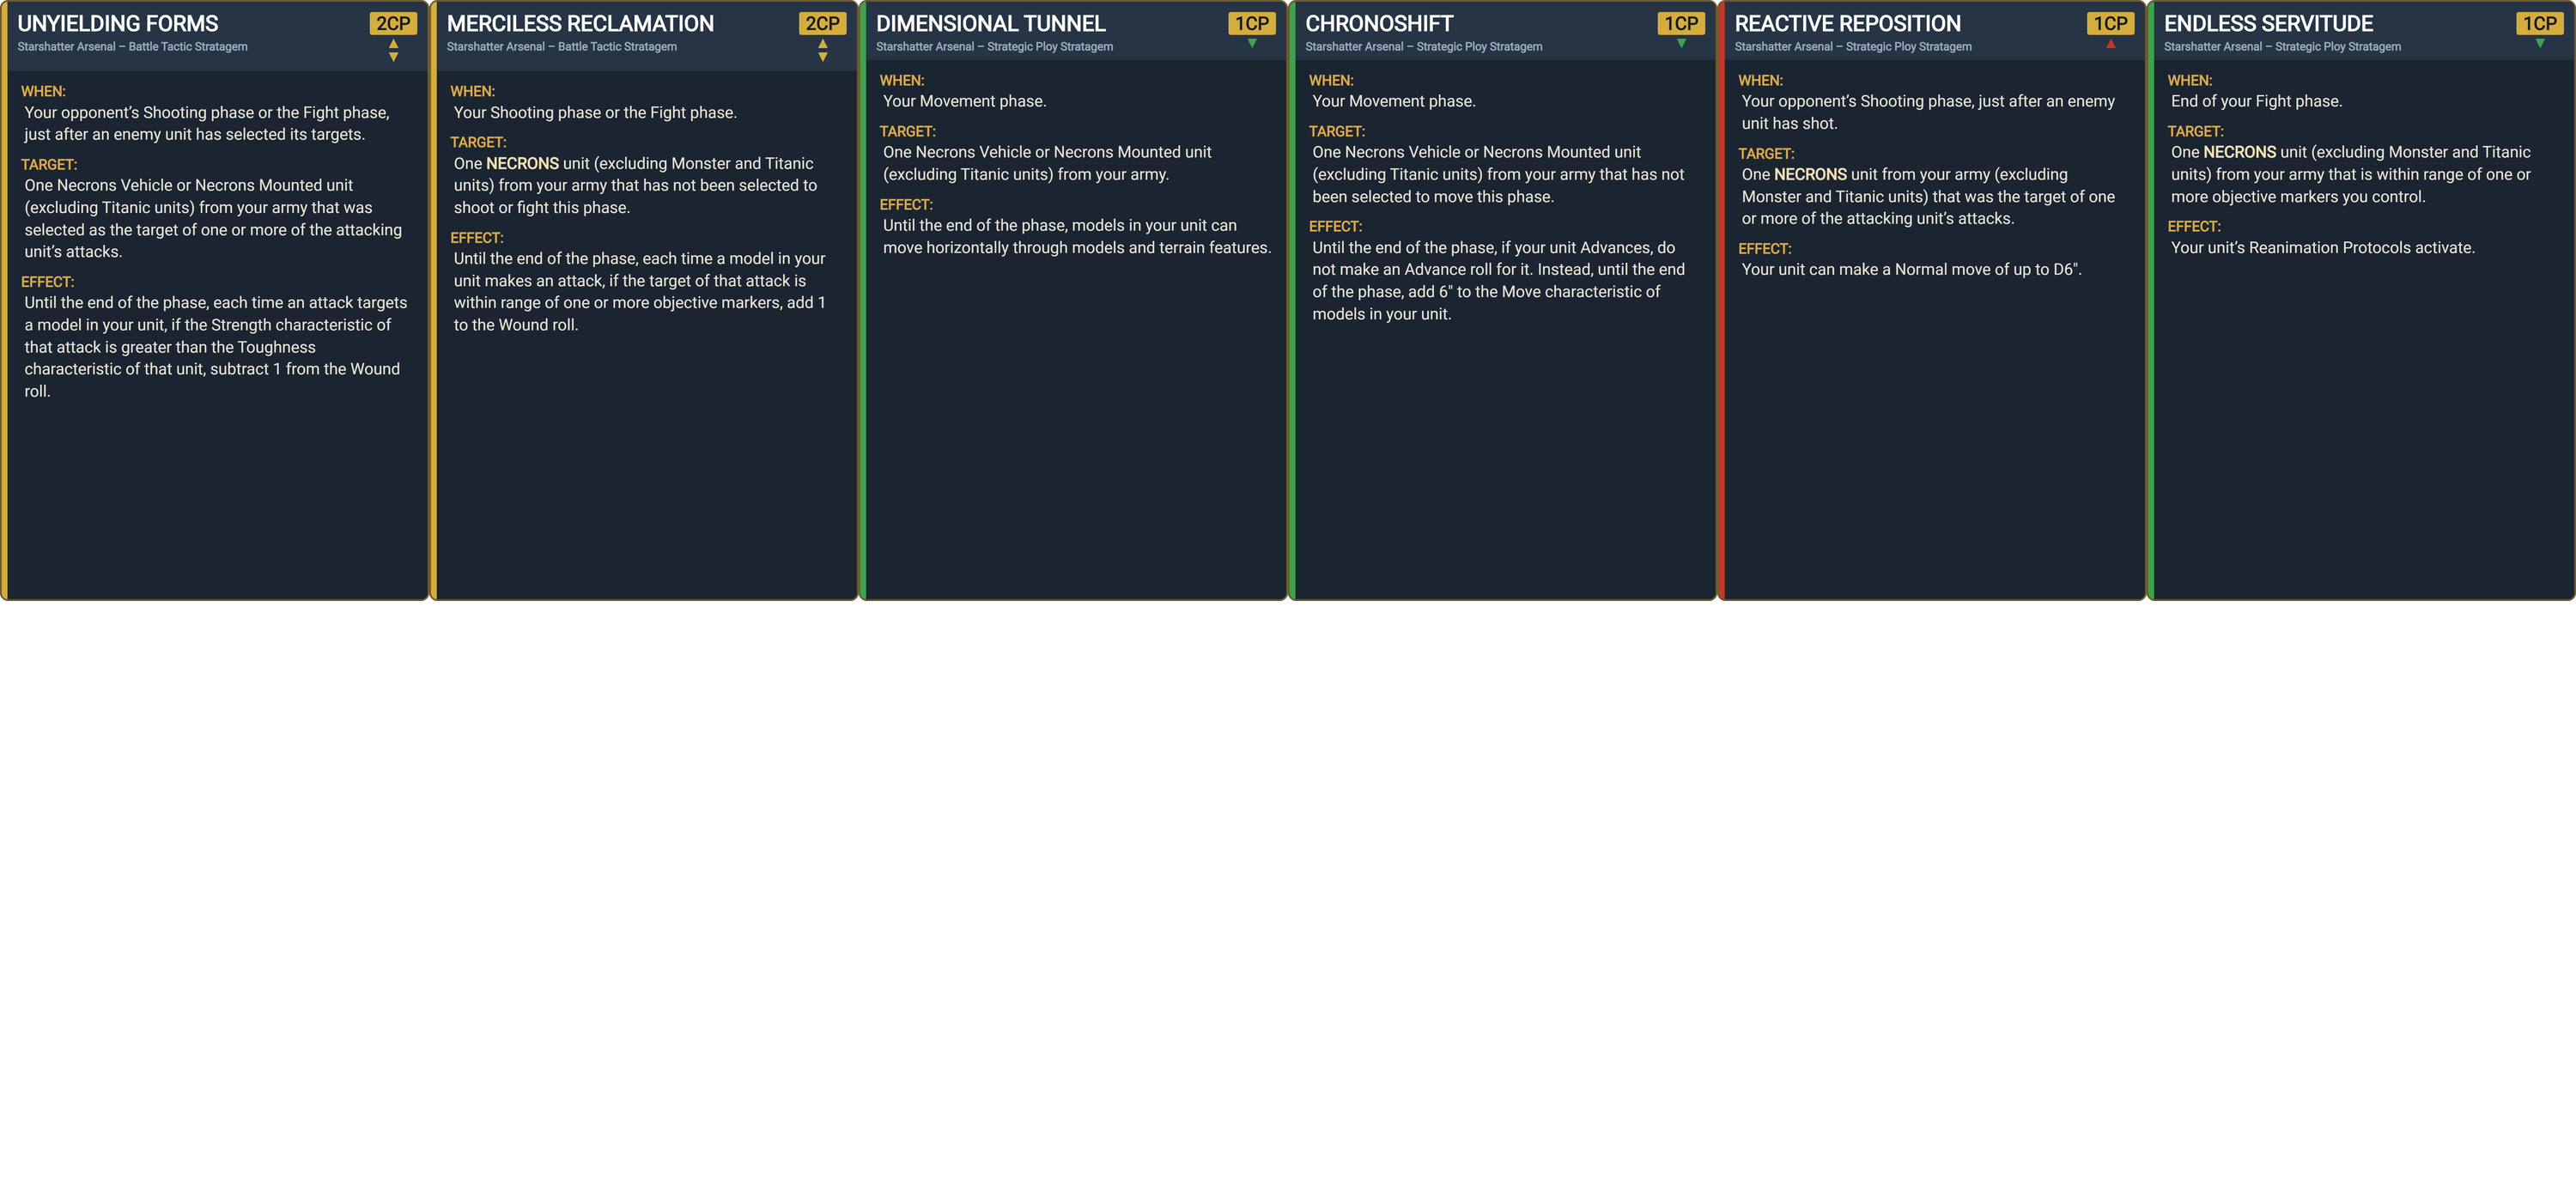 UNYIELDING FORMS
2CP
Starshatter Arsenal – Battle Tactic Stratagem
WHEN:
Your opponent’s Shooting phase or the Fight phase,
just after an enemy unit has selected its targets.
TARGET:
One Necrons Vehicle or Necrons Mounted unit
(excluding Titanic units) from your army that was
selected as the target of one or more of the attacking
unit’s attacks.
EFFECT:
Until the end of the phase, each time an attack targets
a model in your unit, if the Strength characteristic of
that attack is greater than the Toughness
characteristic of that unit, subtract 1 from the Wound
roll.
MERCILESS RECLAMATION
2CP
Starshatter Arsenal – Battle Tactic Stratagem
WHEN:
Your Shooting phase or the Fight phase.
TARGET:
One NECRONS unit (excluding Monster and Titanic
units) from your army that has not been selected to
shoot or fight this phase.
EFFECT:
Until the end of the phase, each time a model in your
unit makes an attack, if the target of that attack is
within range of one or more objective markers, add 1
to the Wound roll.
DIMENSIONAL TUNNEL
1CP
Starshatter Arsenal – Strategic Ploy Stratagem
WHEN:
Your Movement phase.
TARGET:
One Necrons Vehicle or Necrons Mounted unit
(excluding Titanic units) from your army.
EFFECT:
Until the end of the phase, models in your unit can
move horizontally through models and terrain features.
CHRONOSHIFT
1CP
Starshatter Arsenal – Strategic Ploy Stratagem
WHEN:
Your Movement phase.
TARGET:
One Necrons Vehicle or Necrons Mounted unit
(excluding Titanic units) from your army that has not
been selected to move this phase.
EFFECT:
Until the end of the phase, if your unit Advances, do
not make an Advance roll for it. Instead, until the end
of the phase, add 6" to the Move characteristic of
models in your unit.
REACTIVE REPOSITION
1CP
Starshatter Arsenal – Strategic Ploy Stratagem
WHEN:
Your opponent’s Shooting phase, just after an enemy
unit has shot.
TARGET:
One NECRONS unit from your army (excluding
Monster and Titanic units) that was the target of one
or more of the attacking unit’s attacks.
EFFECT:
Your unit can make a Normal move of up to D6".
ENDLESS SERVITUDE
1CP
Starshatter Arsenal – Strategic Ploy Stratagem
WHEN:
End of your Fight phase.
TARGET:
One NECRONS unit (excluding Monster and Titanic
units) from your army that is within range of one or
more objective markers you control.
EFFECT:
Your unit’s Reanimation Protocols activate.